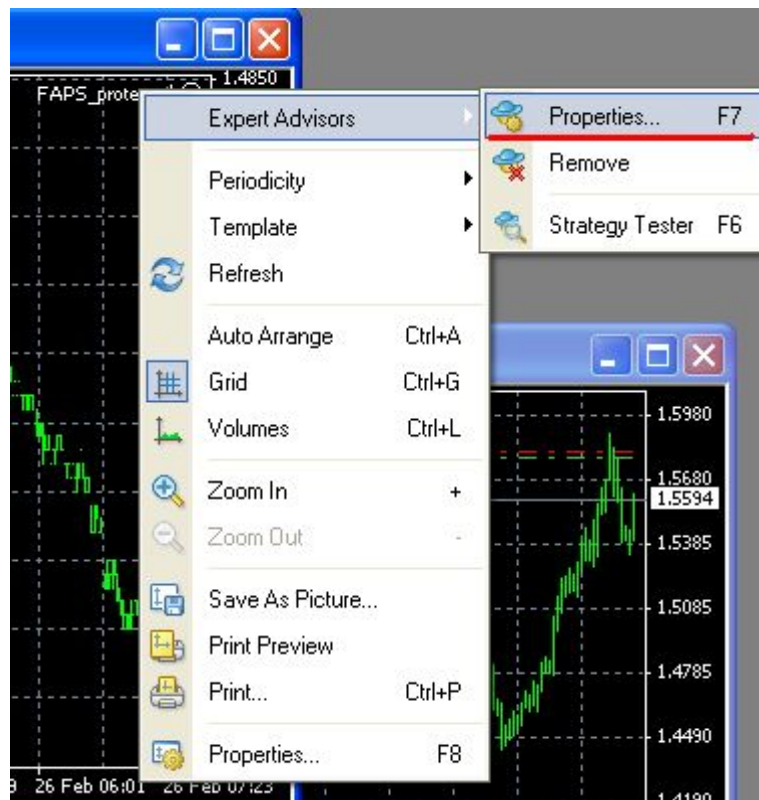 1.4850
FAPS_prote
Expert Advisors
Properties... F7
Remove
Strategy Tester F6
Periodicity
Template
Refresh
Auto Arrange Ctrl+A
Grid Ctrl+G
Volumes Ctrl+L
Zoom In +
Zoom Out -
Save As Picture...
Print Preview
Print... Ctrl+P
Properties... F8
1.5980
1.5680
1.5594
1.5385
1.5085
1.4785
1.4490
1.4190
26 Feb 06:01 26 Feb 07:23